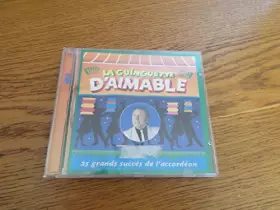 LA GUINGUETTE
D'AIMABLE
25 grands succès de l'accordéon